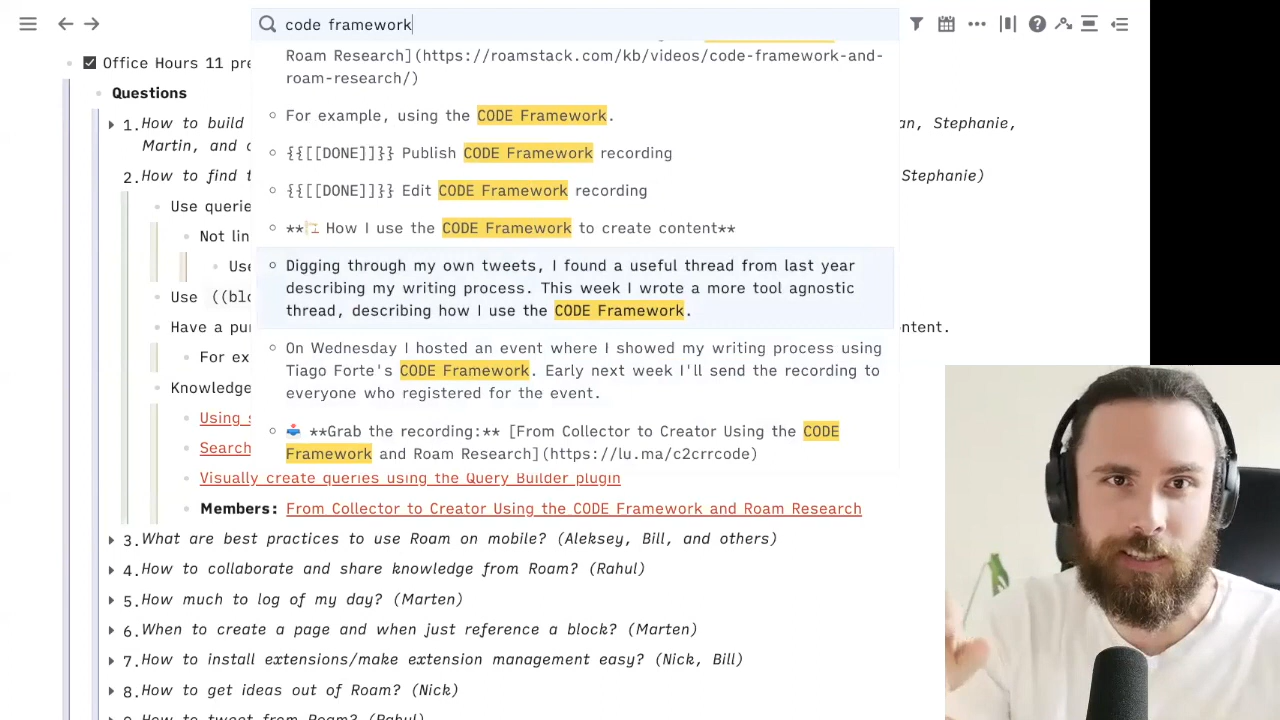 code framework
Office Hours 11 pre
Roam Research](https://roamstack.com/kb/videos/code-framework-and-
roam-research/)
Questions
For example, using the CODE Framework.
1. How to build
an, Stephanie,
Martin, and
{{[[DONE]]}} Publish CODE Framework recording
2. How to find
Stephanie)
{{[[DONE]]}} Edit CODE Framework recording
Use querie
Not lin
** How I use the CODE Framework to create content**
Use
Digging through my own tweets, I found a useful thread from last year
describing my writing process. This week I wrote a more tool agnostic
thread, describing how I use the CODE Framework.
Use ((blo
Have a pu
ntent.
For ex
On Wednesday I hosted an event where I showed my writing process using
Tiago Forte's CODE Framework. Early next week I'll send the recording to
everyone who registered for the event.
Knowledge
Using s
**Grab the recording:** [From Collector to Creator Using the CODE
Framework and Roam Research](https://lu.ma/c2crrcode)
Search
Visually create queries using the Query Builder plugin
Members: From Collector to Creator Using the CODE Framework and Roam Research
3. What are best practices to use Roam on mobile? (Aleksey, Bill, and others)
4. How to collaborate and share knowledge from Roam? (Rahul)
5. How much to log of my day? (Marten)
6. When to create a page and when just reference a block? (Marten)
7. How to install extensions/make extension management easy? (Nick, Bill)
8. How to get ideas out of Roam? (Nick)
9. How to tweet from Roam? (Rahul)